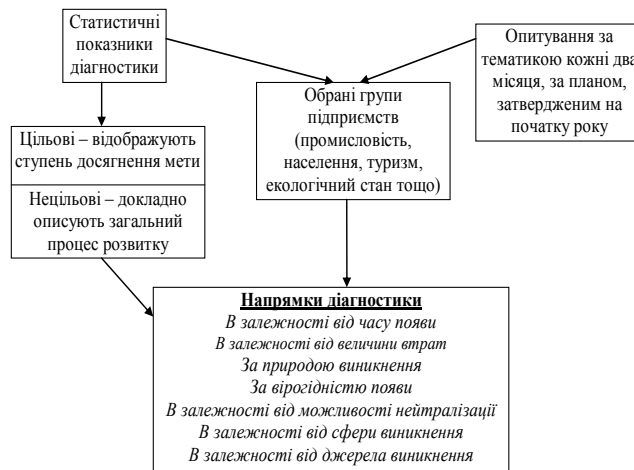 Статистичні
показники
діагностики
Опитування за
тематикою кожні два
місяця, за планом,
затвердженим на
початку року
Обрані групи
підприємств
(промисловість,
населення, туризм,
екологічний стан тощо)
Цільові – відображують
ступень досягнення мети
Нецільові – докладно
описують загальний
процес розвитку
Напрямки діагностики
В залежності від часу появи
В залежності від величини втрат
За природою виникнення
За вірогідністю появи
В залежності від можливості нейтралізації
В залежності від сфери виникнення
В залежності від джерела виникнення